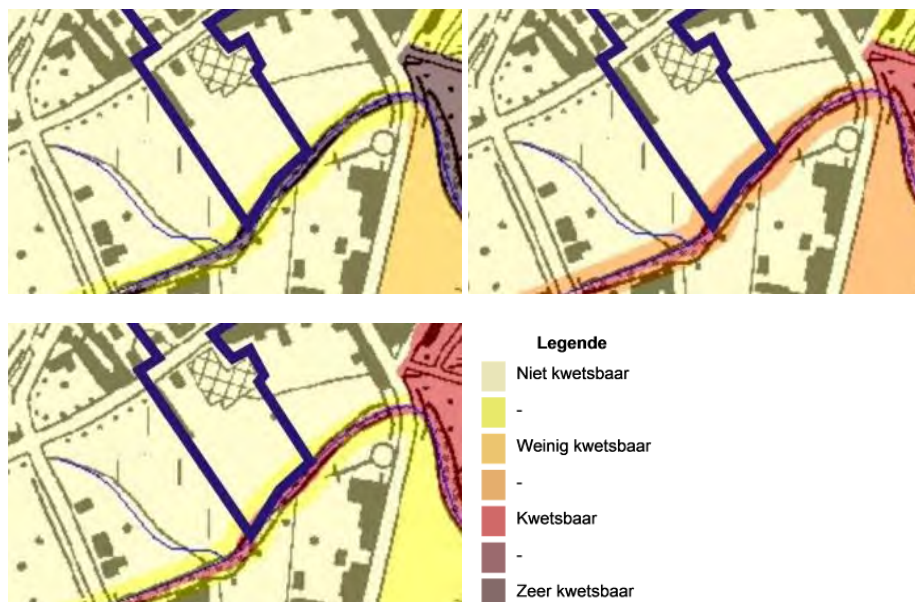 Legende
Niet kwetsbaar
-
Weinig kwetsbaar
-
Kwetsbaar
-
Zeer kwetsbaar